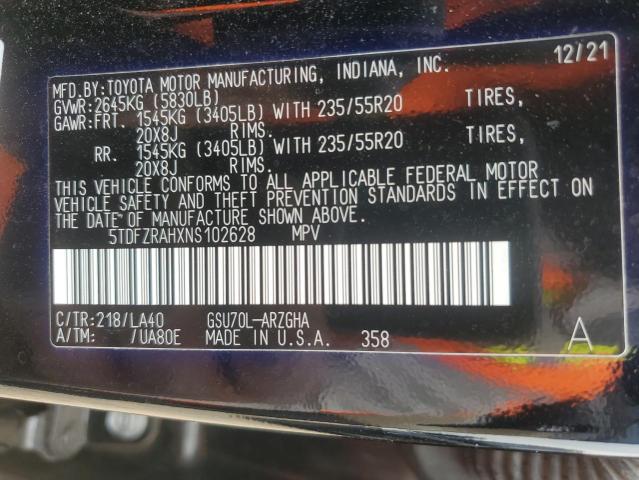 12/21
MFD.BY:TOYOTA MOTOR MANUFACTURING, INDIANA, INC.
GVWR:2645KG (5830LB)
GAWR:FRT. 1545KG (3405LB) WITH 235/55R20 TIRES,
20X8J RIMS.
RR. 1545KG (3405LB) WITH 235/55R20 TIRES,
20X8J RIMS.
THIS VEHICLE CONFORMS TO ALL APPLICABLE FEDERAL MOTOR
VEHICLE SAFETY AND THEFT PREVENTION STANDARDS IN EFFECT ON
THE DATE OF MANUFACTURE SHOWN ABOVE.
5TDFZRAHXNS102628 MPV
C/TR:218/LA40 GSU70L-ARZGHA
A/TM: /UA80E MADE IN U.S.A. 358 A